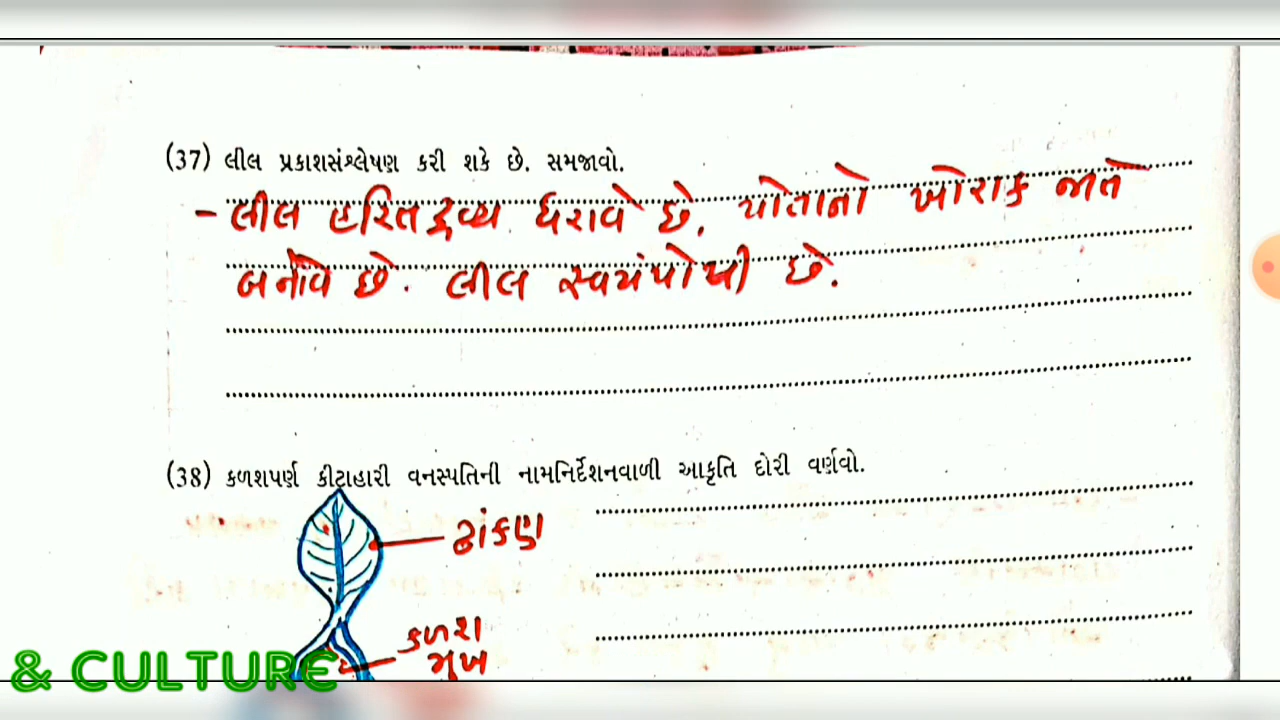 (37) લીલ પ્રકાશસંશ્લેષણ કરી શકે છે. સમજાવો.
- લીલ હરિતદ્રવ્ય ધરાવે છે. પોતાનો ખોરાક જાતે
બનાવે છે. લીલ સ્વયંપોષી છે.
(38) કળશપર્ણ કીટાહારી વનસ્પતિની નામનિર્દેશનવાળી આકૃતિ દોરી વર્ણવો.
ઢાંકણ
કળશ
મુખ
& CULTURE